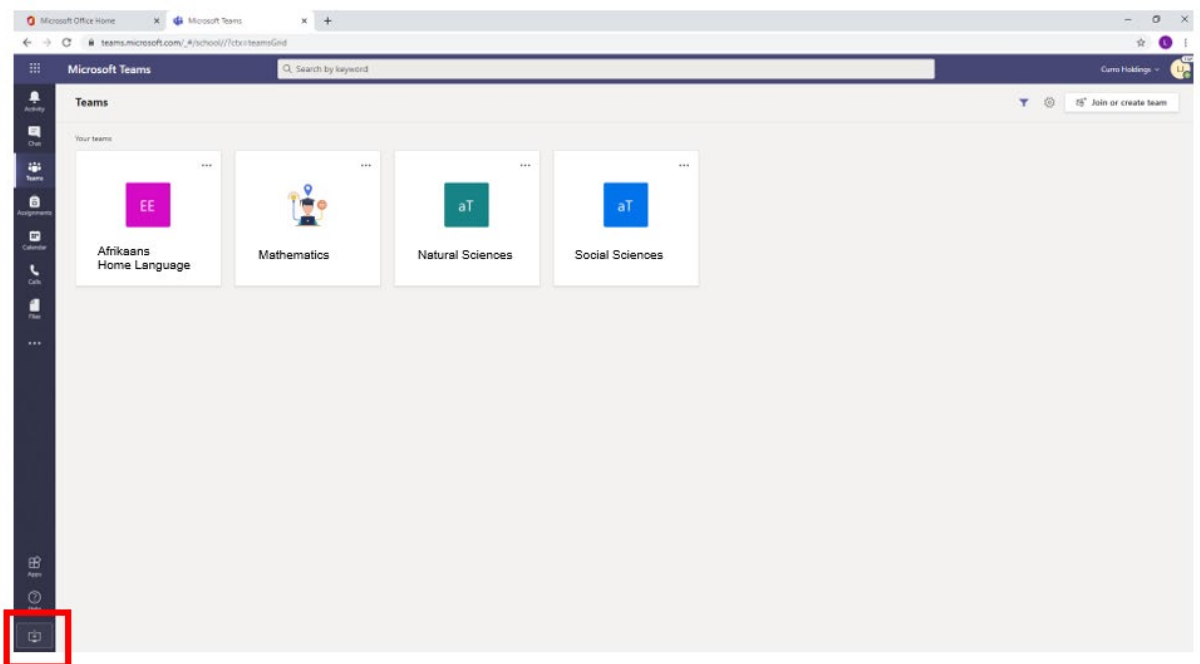 Microsoft Office Home
Microsoft Teams
teams.microsoft.com/_#/school//?ctx=teamsGrid
L
Microsoft Teams
Search by keyword
Curro Holdings
Activity
Teams
Join or create team
Chat
Your teams
Teams
Assignments
Calendar
Calls
Files
EE
aT
aT
Afrikaans
Home Language
Mathematics
Natural Sciences
Social Sciences
Apps
Help